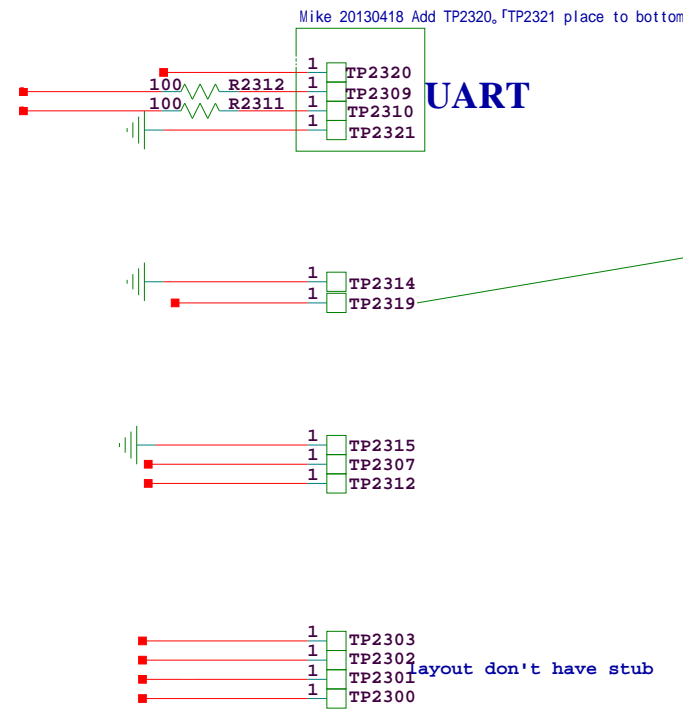 Mike 20130418 Add TP2320。「TP2321 place to bottom
1 TP2320
100 R2312 1 TP2309
100 R2311 1 TP2310
1 TP2321
UART
1 TP2314
1 TP2319
1 TP2315
1 TP2307
1 TP2312
1 TP2303
1 TP2302
layout don't have stub
1 TP2301
1 TP2300